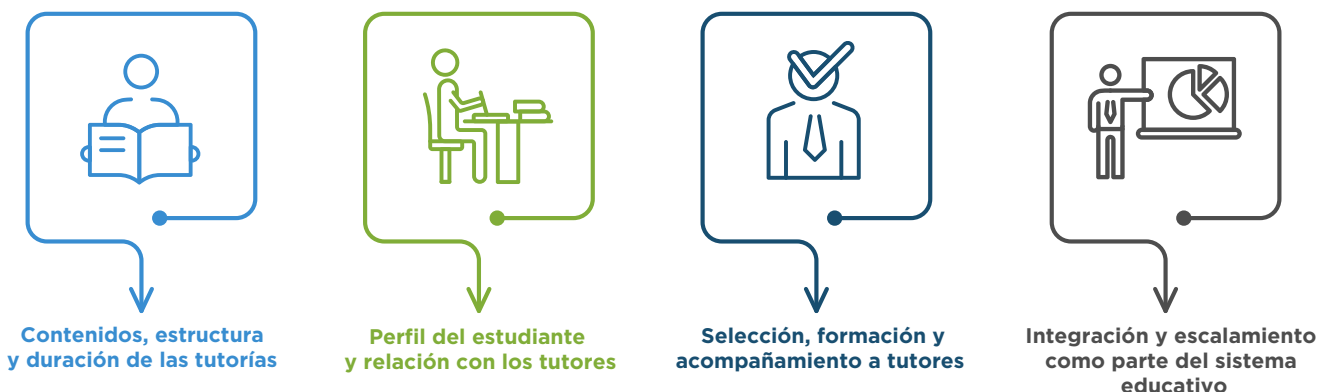 Contenidos, estructura
y duración de las tutorías
Perfil del estudiante
y relación con los tutores
Selección, formación y
acompañamiento a tutores
Integración y escalamiento
como parte del sistema
educativo